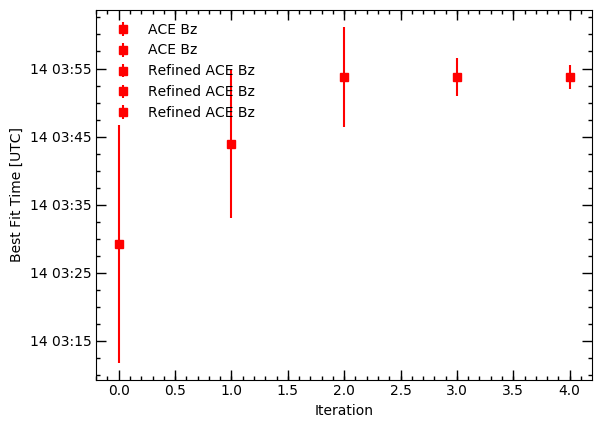 ACE Bz
ACE Bz
Refined ACE Bz
Refined ACE Bz
Refined ACE Bz
14 03:55
14 03:45
14 03:35
14 03:25
14 03:15
Best Fit Time [UTC]
0.0 0.5 1.0 1.5 2.0 2.5 3.0 3.5 4.0
Iteration